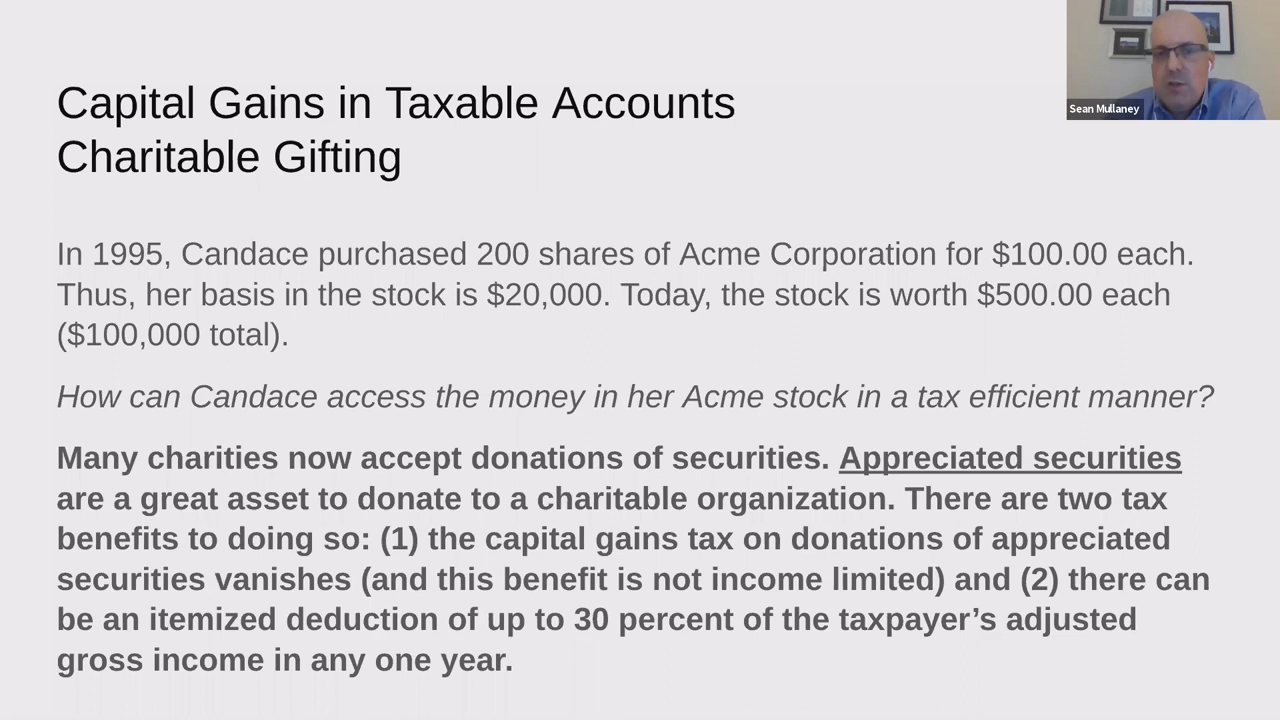 Capital Gains in Taxable Accounts
Charitable Gifting
Sean Mullaney
In 1995, Candace purchased 200 shares of Acme Corporation for $100.00 each.
Thus, her basis in the stock is $20,000. Today, the stock is worth $500.00 each
($100,000 total).
How can Candace access the money in her Acme stock in a tax efficient manner?
Many charities now accept donations of securities. Appreciated securities
are a great asset to donate to a charitable organization. There are two tax
benefits to doing so: (1) the capital gains tax on donations of appreciated
securities vanishes (and this benefit is not income limited) and (2) there can
be an itemized deduction of up to 30 percent of the taxpayer’s adjusted
gross income in any one year.